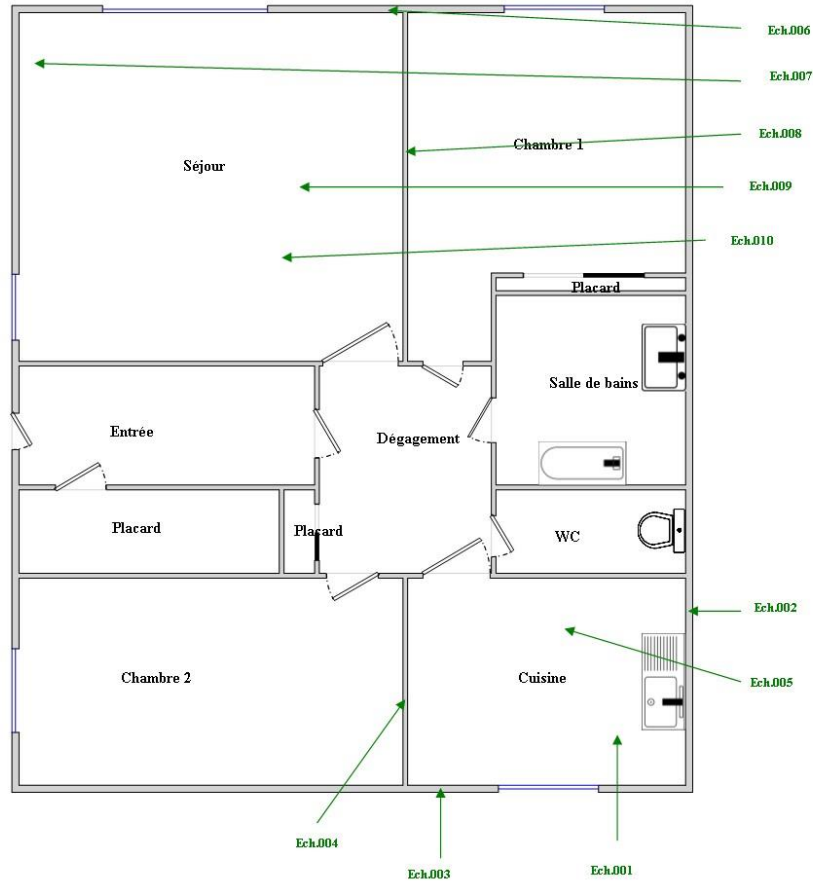 Ech.006
Ech.007
Ech.008
Chambre 1
Séjour
Ech.009
Ech.010
Placard
Salle de bains
Entrée
Dégagement
Placard
Placard
WC
Ech.002
Chambre 2
Cuisine
Ech.005
Ech.004
Ech.003
Ech.001